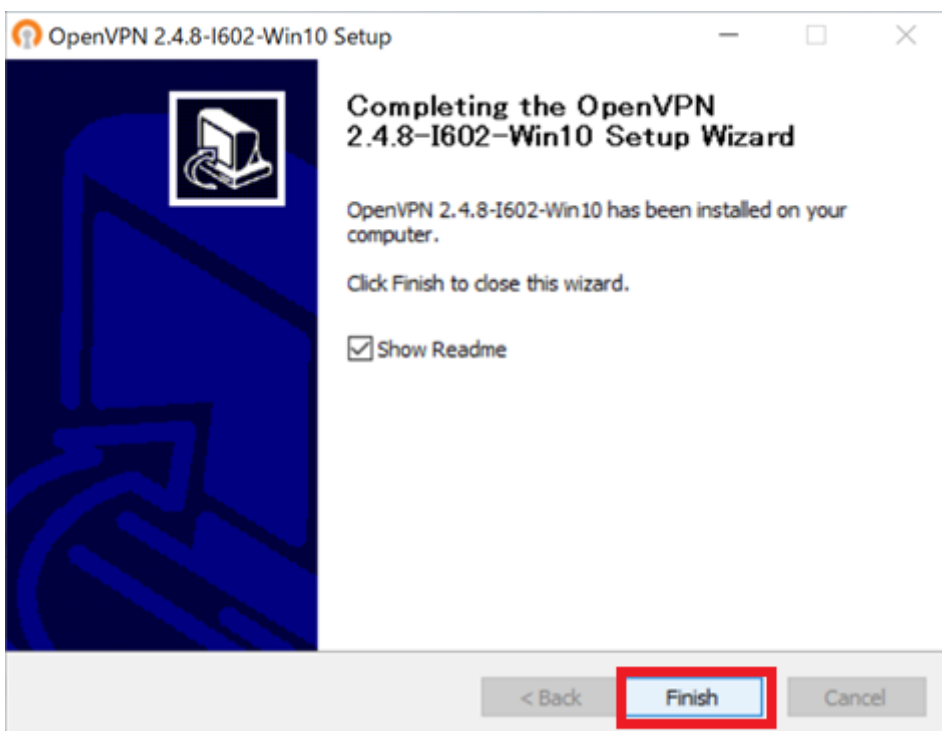 OpenVPN 2.4.8-I602-Win10 Setup
Completing the OpenVPN
2.4.8-I602-Win10 Setup Wizard
OpenVPN 2.4.8-I602-Win10 has been installed on your
computer.
Click Finish to close this wizard.
Show Readme
< Back
Finish
Cancel